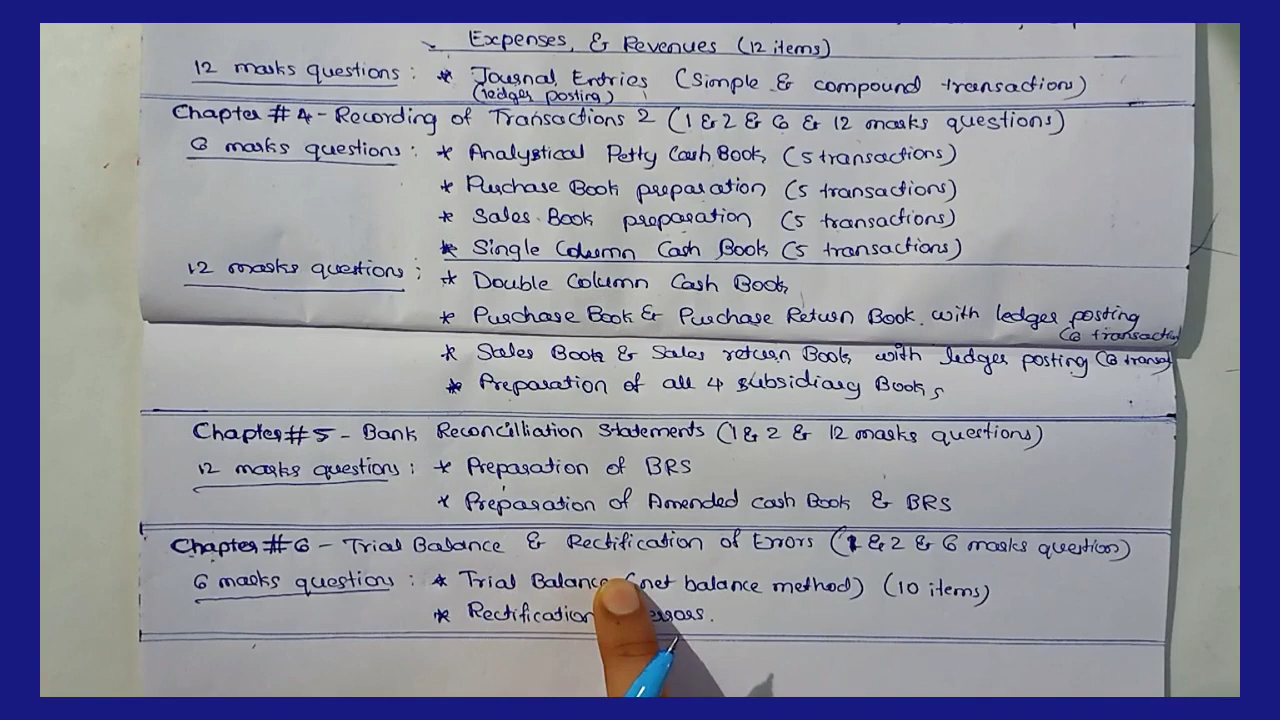 Expenses, & Revenues (12 items)
12 marks questions : * Journal Entries (Simple & compound transaction)
(ledger posting)
Chapter # 4 - Recording of Transactions 2 (1 & 2 & 6 & 12 marks questions)
6 marks questions : * Analytical Petty Cash Book (5 transactions)
* Purchase Book preparation (5 transactions)
* Sales Book preparation (5 transactions)
* Single Column Cash Book (5 transactions)
12 marks questions ; * Double Column Cash Book
* Purchase Book & Purchase Return Book with ledger posting
(6 transactio
* Sales Book & Sales return Book with ledger posting (6 transa
* Preparation of all 4 subsidiary Books
Chapter # 5 - Bank Reconcilliation Statements (1 & 2 & 12 marks questions)
12 marks questions : * Preparation of BRS
* Preparation of Amended Cash Book & BRS
Chapter # 6 - Trial Balance & Rectification of Errors (1 & 2 & 6 marks question)
6 marks questions : * Trial Balance (net balance method) (10 items)
* Rectification errors.